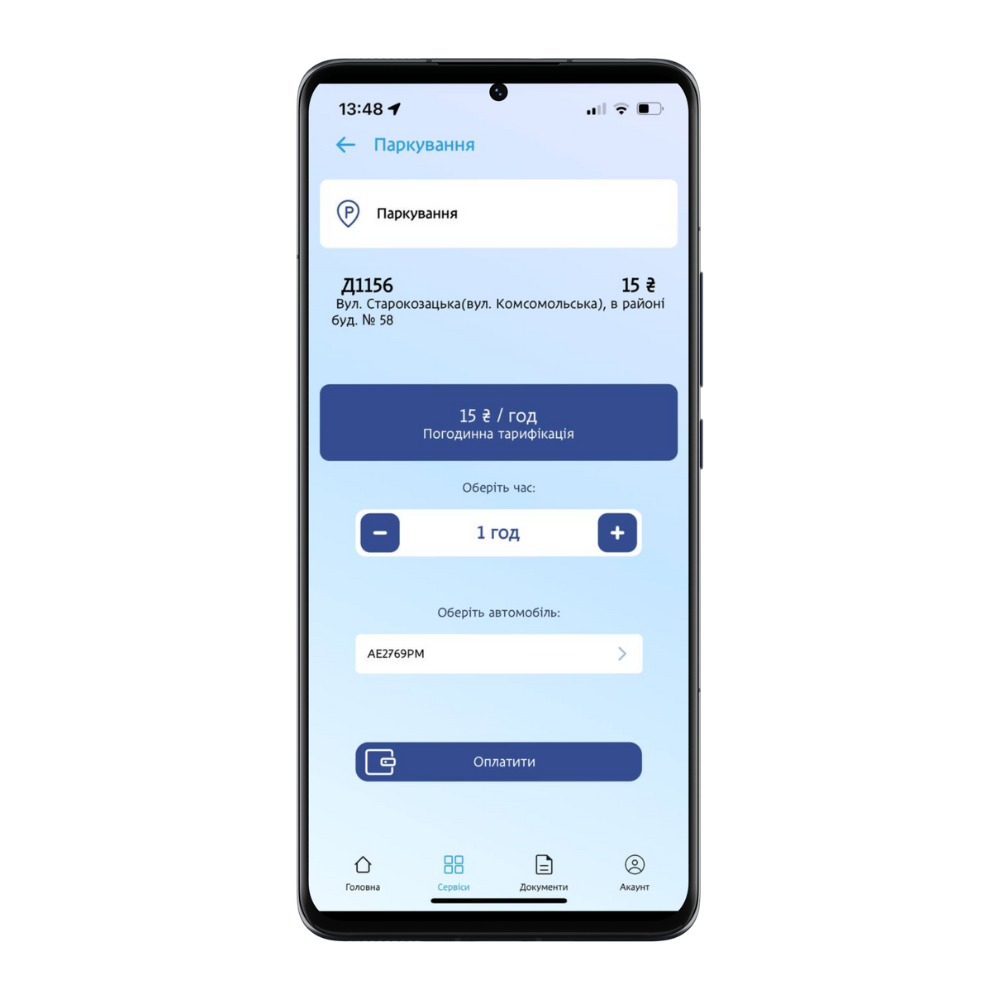 13:48
Паркування
P
Паркування
Д1156 15 ₴
Вул. Старокозацька(вул. Комсомольська), в районі
буд. № 58
15 ₴ / год
Погодинна тарифікація
Оберіть час:
− 1 год +
Оберіть автомобіль:
AE2769PM
Оплатити
Головна Сервіси Документи Акаунт